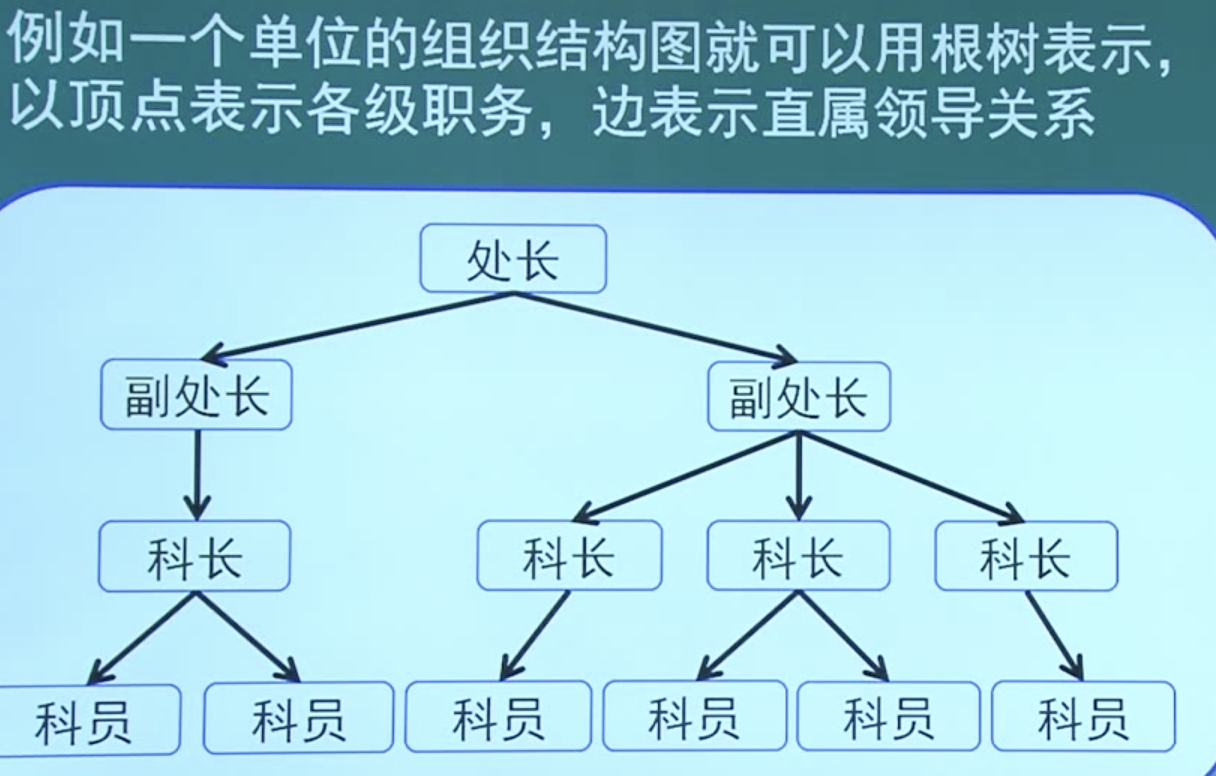 例如一个单位的组织结构图就可以用根树表示，
以顶点表示各级职务，边表示直属领导关系
处长
副处长 副处长
科长 科长 科长 科长
科员 科员 科员 科员 科员 科员